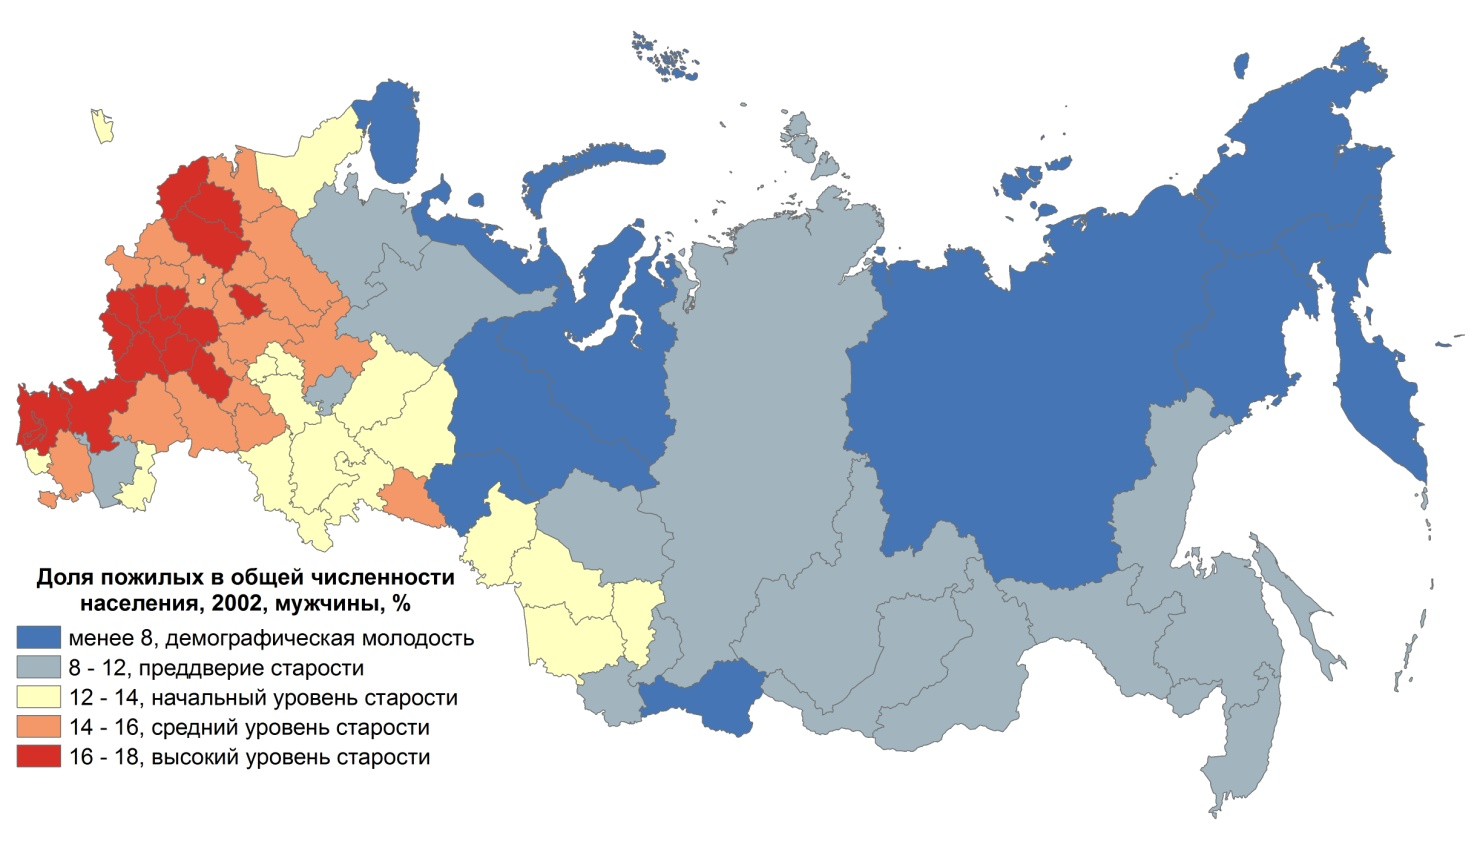 Доля пожилых в общей численности
населения, 2002, мужчины, %
менее 8, демографическая молодость
8 - 12, преддверие старости
12 - 14, начальный уровень старости
14 - 16, средний уровень старости
16 - 18, высокий уровень старости